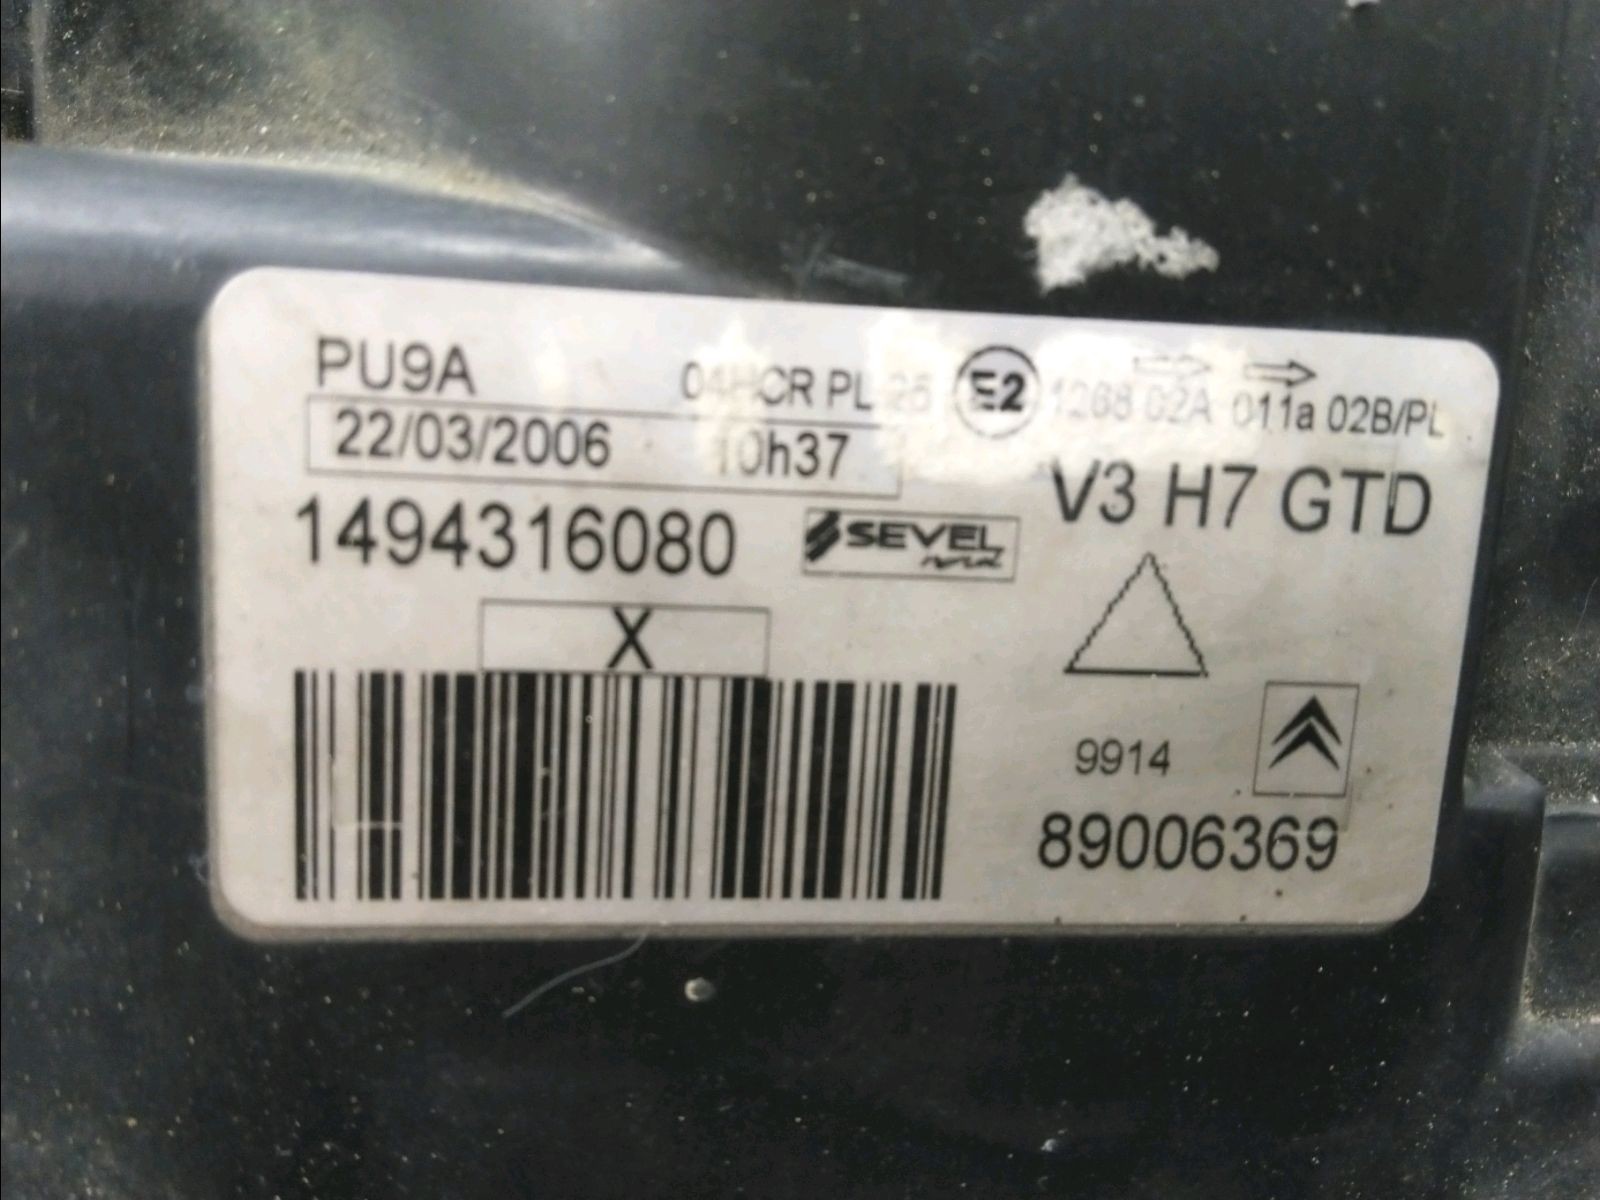 PU9A 04HCR PL 25 E2 1268 02A 011a 02B/PL
22/03/2006 10h37
V3 H7 GTD
1494316080 SEVEL
X
9914
89006369